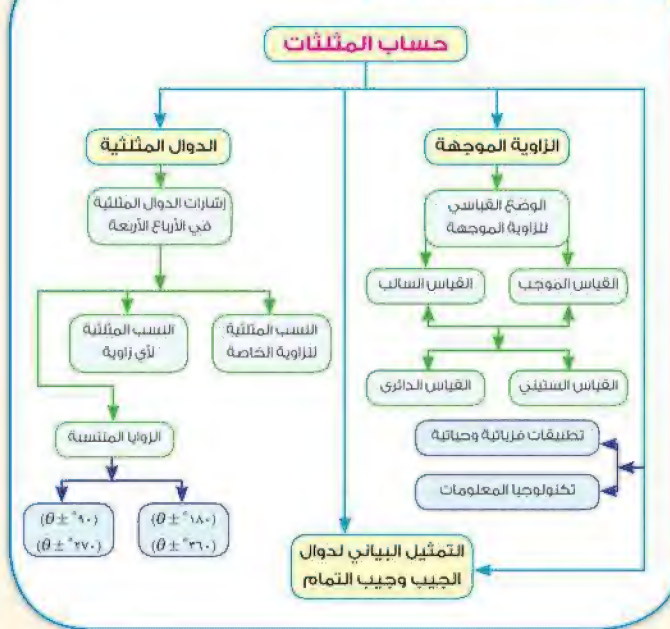 حساب المثلثات
الزاوية الموجهة
الدوال المثلثية
الوضع القياسي
للزاوية الموجهة
إشارات الدوال المثلثية
في الأرباع الأربعة
القياس الموجب
القياس السالب
النسب المثلثية
للزاوية الخاصة
النسب المثلثية
لأي زاوية
القياس الستيني
القياس الدائري
الزوايا المنتسبة
تطبيقات فزيائية وحياتية
تكنولوجيا المعلومات
(θ ± °١٨٠)
(θ ± °٣٦٠)
(θ ± °٩٠)
(θ ± °٢٧٠)
التمثيل البياني لدوال
الجيب وجيب التمام